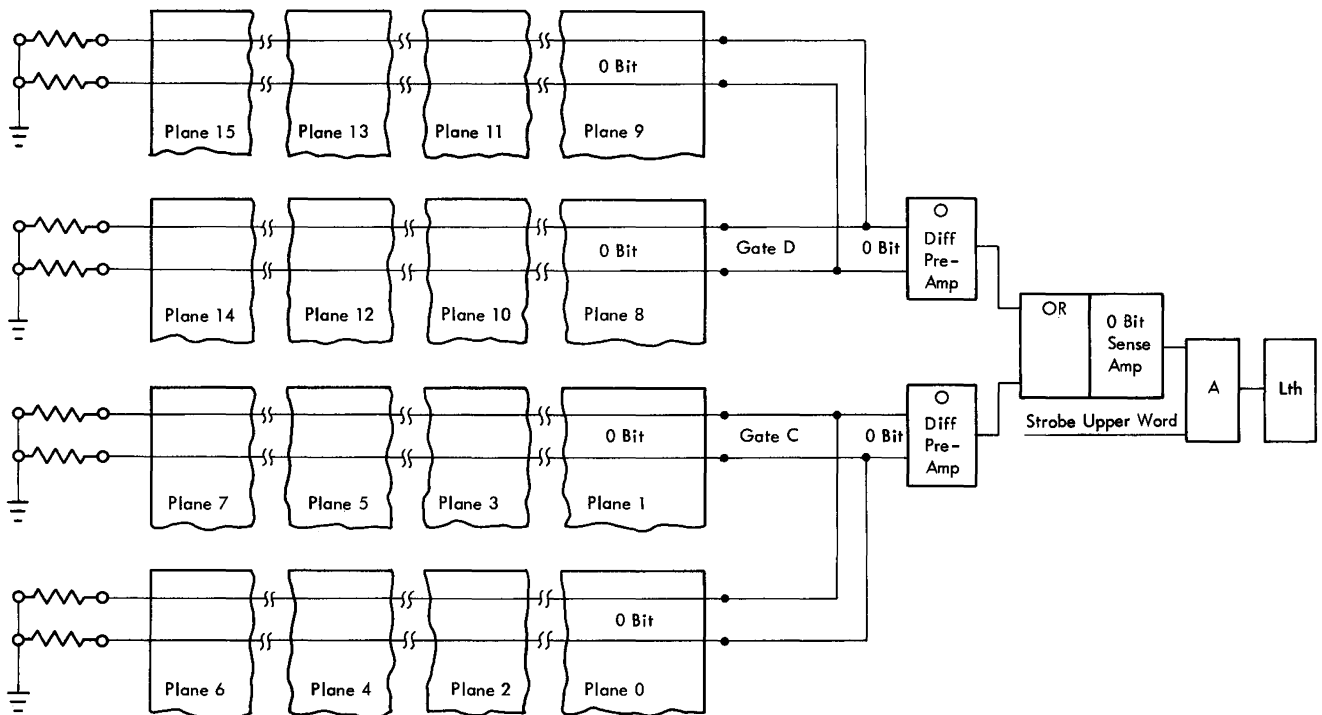 0 Bit
Plane 15
Plane 13
Plane 11
Plane 9
0 Bit
Gate D
0 Bit
Diff
Pre-
Amp
Plane 14
Plane 12
Plane 10
Plane 8
OR
0 Bit
Sense
Amp
A
Lth
Strobe Upper Word
0 Bit
Gate C
0 Bit
Diff
Pre-
Amp
Plane 7
Plane 5
Plane 3
Plane 1
0 Bit
Plane 6
Plane 4
Plane 2
Plane 0